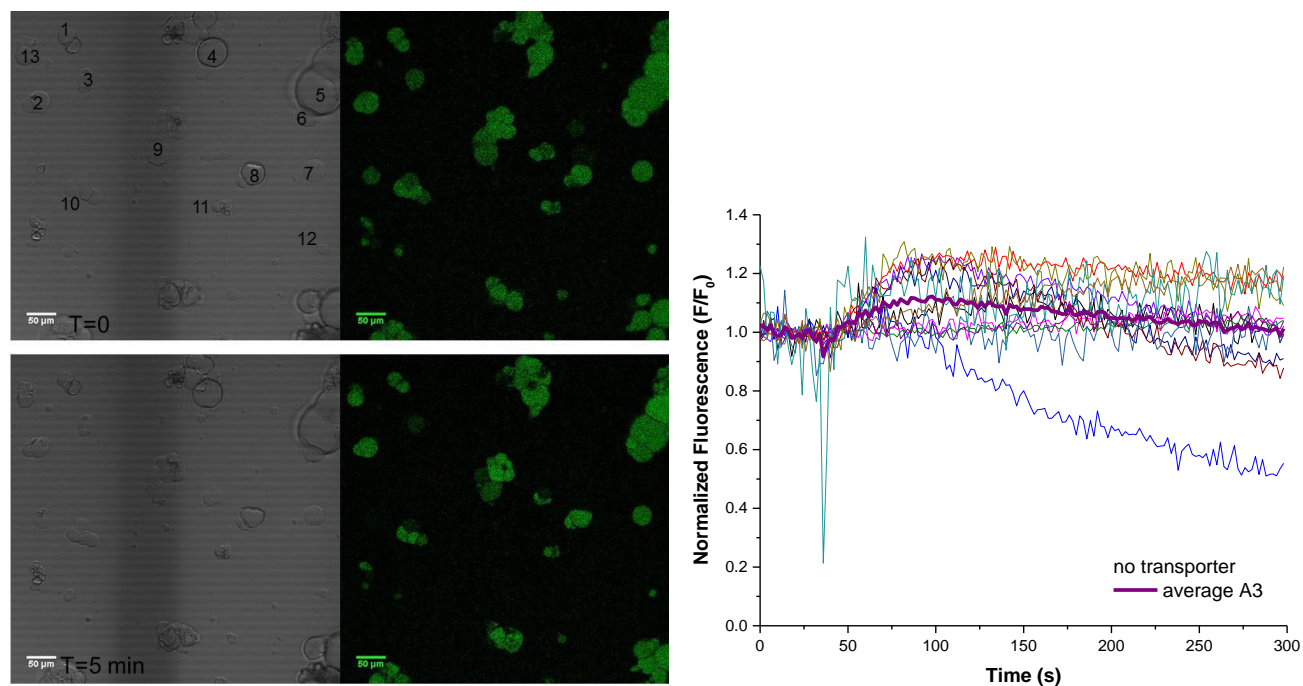 1
13
4
3
5
2
6
9
7
8
10
11
12
50 µm
T=0
50 µm
50 µm
T=5 min
50 µm
Normalized Fluorescence (F/F0)
1.4
1.2
1.0
0.8
0.6
0.4
0.2
0.0
no transporter
average A3
0 50 100 150 200 250 300
Time (s)